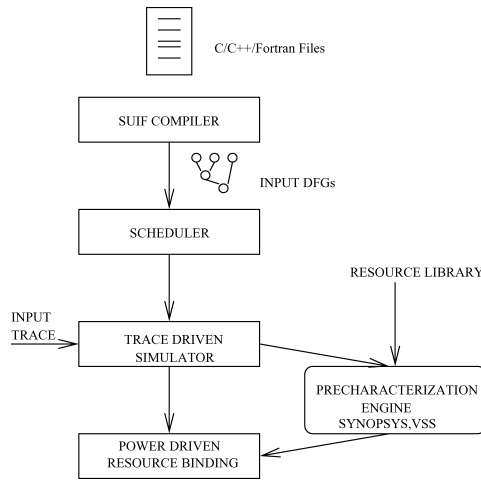 C/C++/Fortran Files
SUIF COMPILER
INPUT DFGs
SCHEDULER
RESOURCE LIBRARY
INPUT
TRACE
TRACE DRIVEN
SIMULATOR
PRECHARACTERIZATION
ENGINE
SYNOPSYS,VSS
POWER DRIVEN
RESOURCE BINDING